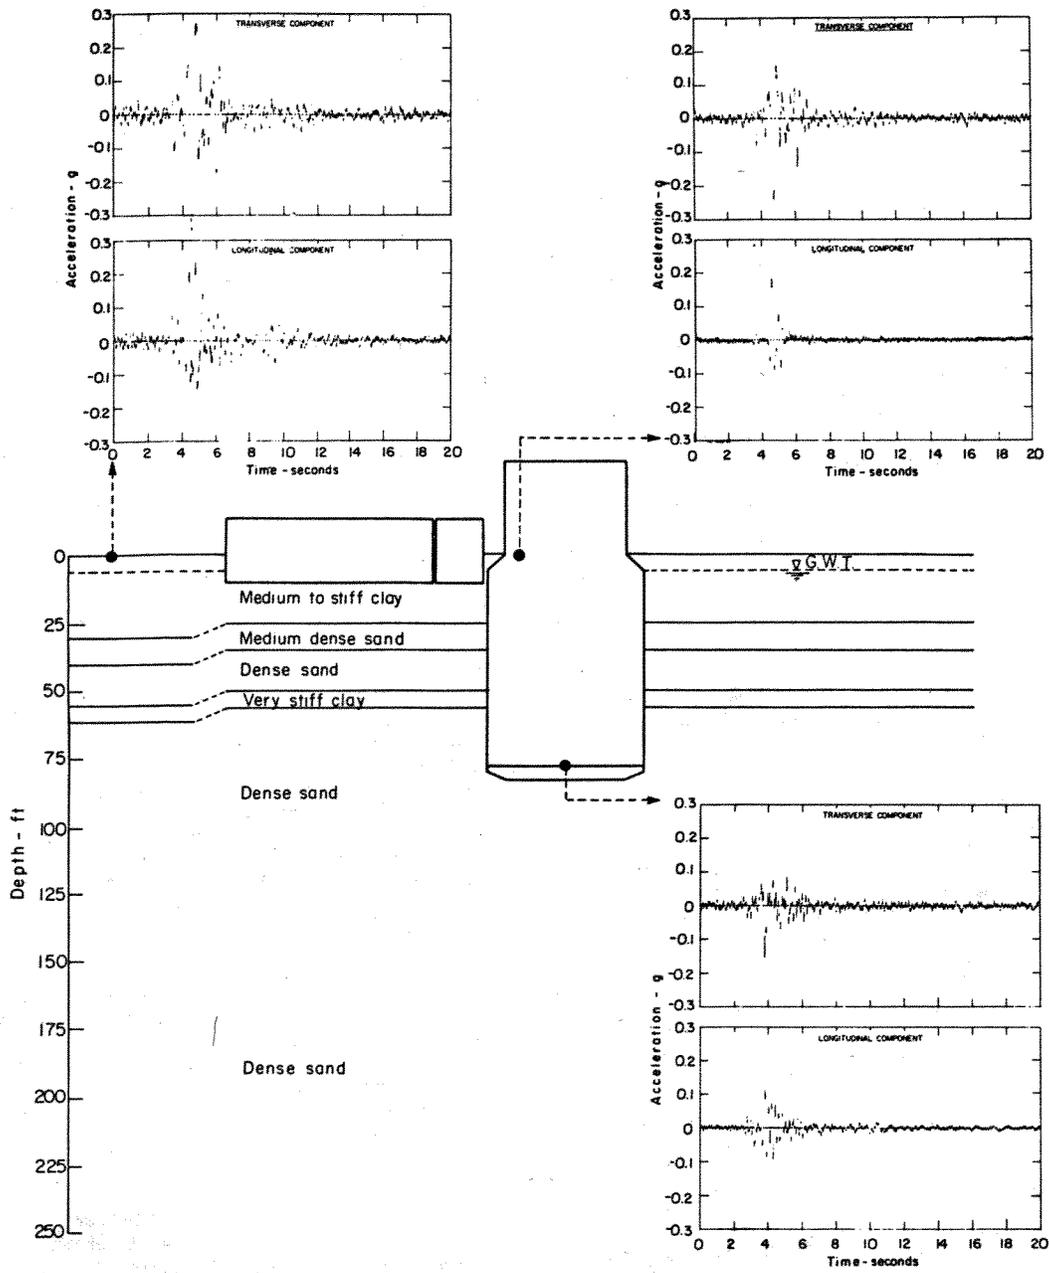 TRANSVERSE COMPONENT
0.3
0.2
0.1
0
-0.1
-0.2
-0.3
Acceleration - g
LONGITUDINAL COMPONENT
0.3
0.2
0.1
0
-0.1
-0.2
-0.3
0 2 4 6 8 10 12 14 16 18 20
Time - seconds
TRANSVERSE COMPONENT
0.3
0.2
0.1
0
-0.1
-0.2
-0.3
Acceleration - g
LONGITUDINAL COMPONENT
0.3
0.2
0.1
0
-0.1
-0.2
-0.3
0 2 4 6 8 10 12 14 16 18 20
Time - seconds
G.W.T.
Medium to stiff clay
Medium dense sand
Dense sand
Very stiff clay
Dense sand
Dense sand
Depth - ft
0
25
50
75
100
125
150
175
200
225
250
TRANSVERSE COMPONENT
0.3
0.2
0.1
0
-0.1
-0.2
-0.3
Acceleration - g
LONGITUDINAL COMPONENT
0.3
0.2
0.1
0
-0.1
-0.2
-0.3
0 2 4 6 8 10 12 14 16 18 20
Time - seconds